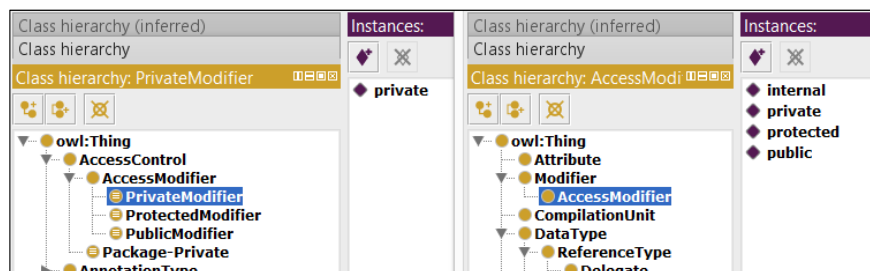 Class hierarchy (inferred)
Class hierarchy
Class hierarchy: PrivateModifier
owl:Thing
AccessControl
AccessModifier
PrivateModifier
ProtectedModifier
PublicModifier
Package-Private
AnnotationType
Instances:
private
Class hierarchy (inferred)
Class hierarchy
Class hierarchy: AccessModi
owl:Thing
Attribute
Modifier
AccessModifier
CompilationUnit
DataType
ReferenceType
Delegate
Instances:
internal
private
protected
public